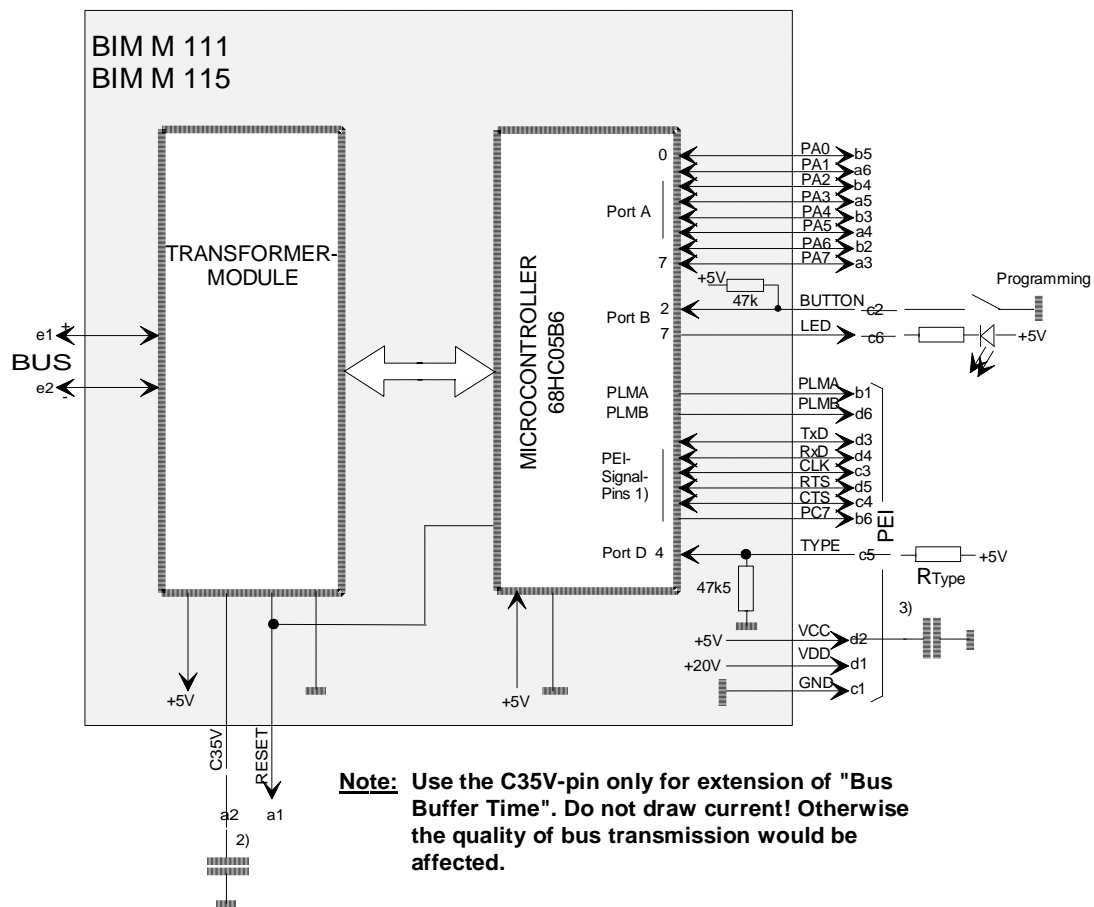 BIM M 111
BIM M 115
TRANSFORMER-
MODULE
MICROCONTROLLER
68HC05B6
e1
+
BUS
e2
-
0
Port A
7
PA0
b5
PA1
a6
PA2
b4
PA3
a5
PA4
b3
PA5
a4
PA6
b2
PA7
a3
+5V
47k
Port B
2
7
BUTTON
c2
Programming
LED
c6
+5V
PLMA
PLMB
PLMA
b1
PLMB
d6
PEI-
Signal-
Pins 1)
TxD
d3
RxD
d4
CLK
c3
RTS
d5
CTS
c4
PC7
b6
PEI
Port D 4
TYPE
c5
+5V
RType
47k5
3)
+5V
VCC
d2
+20V
VDD
d1
GND
c1
+5V
+5V
C35V
RESET
a2
a1
2)
Note: Use the C35V-pin only for extension of "Bus
Buffer Time". Do not draw current! Otherwise
the quality of bus transmission would be
affected.